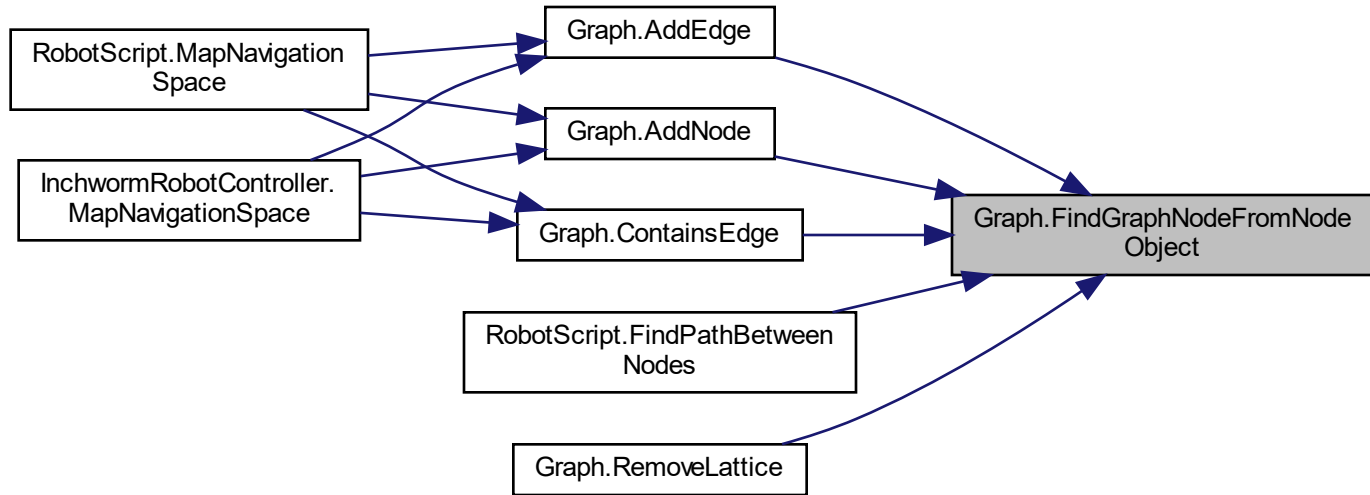 RobotScript.MapNavigation
Space
InchwormRobotController.
MapNavigationSpace
Graph.AddEdge
Graph.AddNode
Graph.ContainsEdge
RobotScript.FindPathBetween
Nodes
Graph.RemoveLattice
Graph.FindGraphNodeFromNode
Object